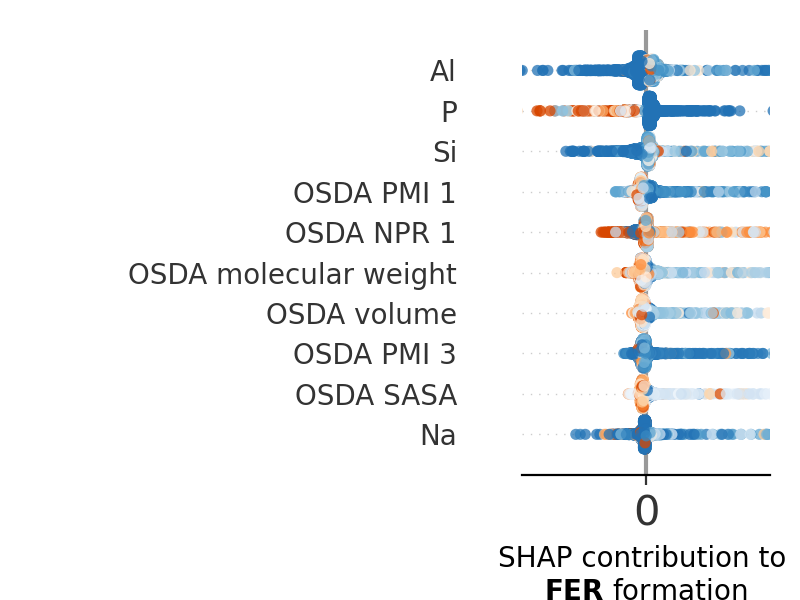 Al
P
Si
OSDA PMI 1
OSDA NPR 1
OSDA molecular weight
OSDA volume
OSDA PMI 3
OSDA SASA
Na
0
SHAP contribution to
FER formation